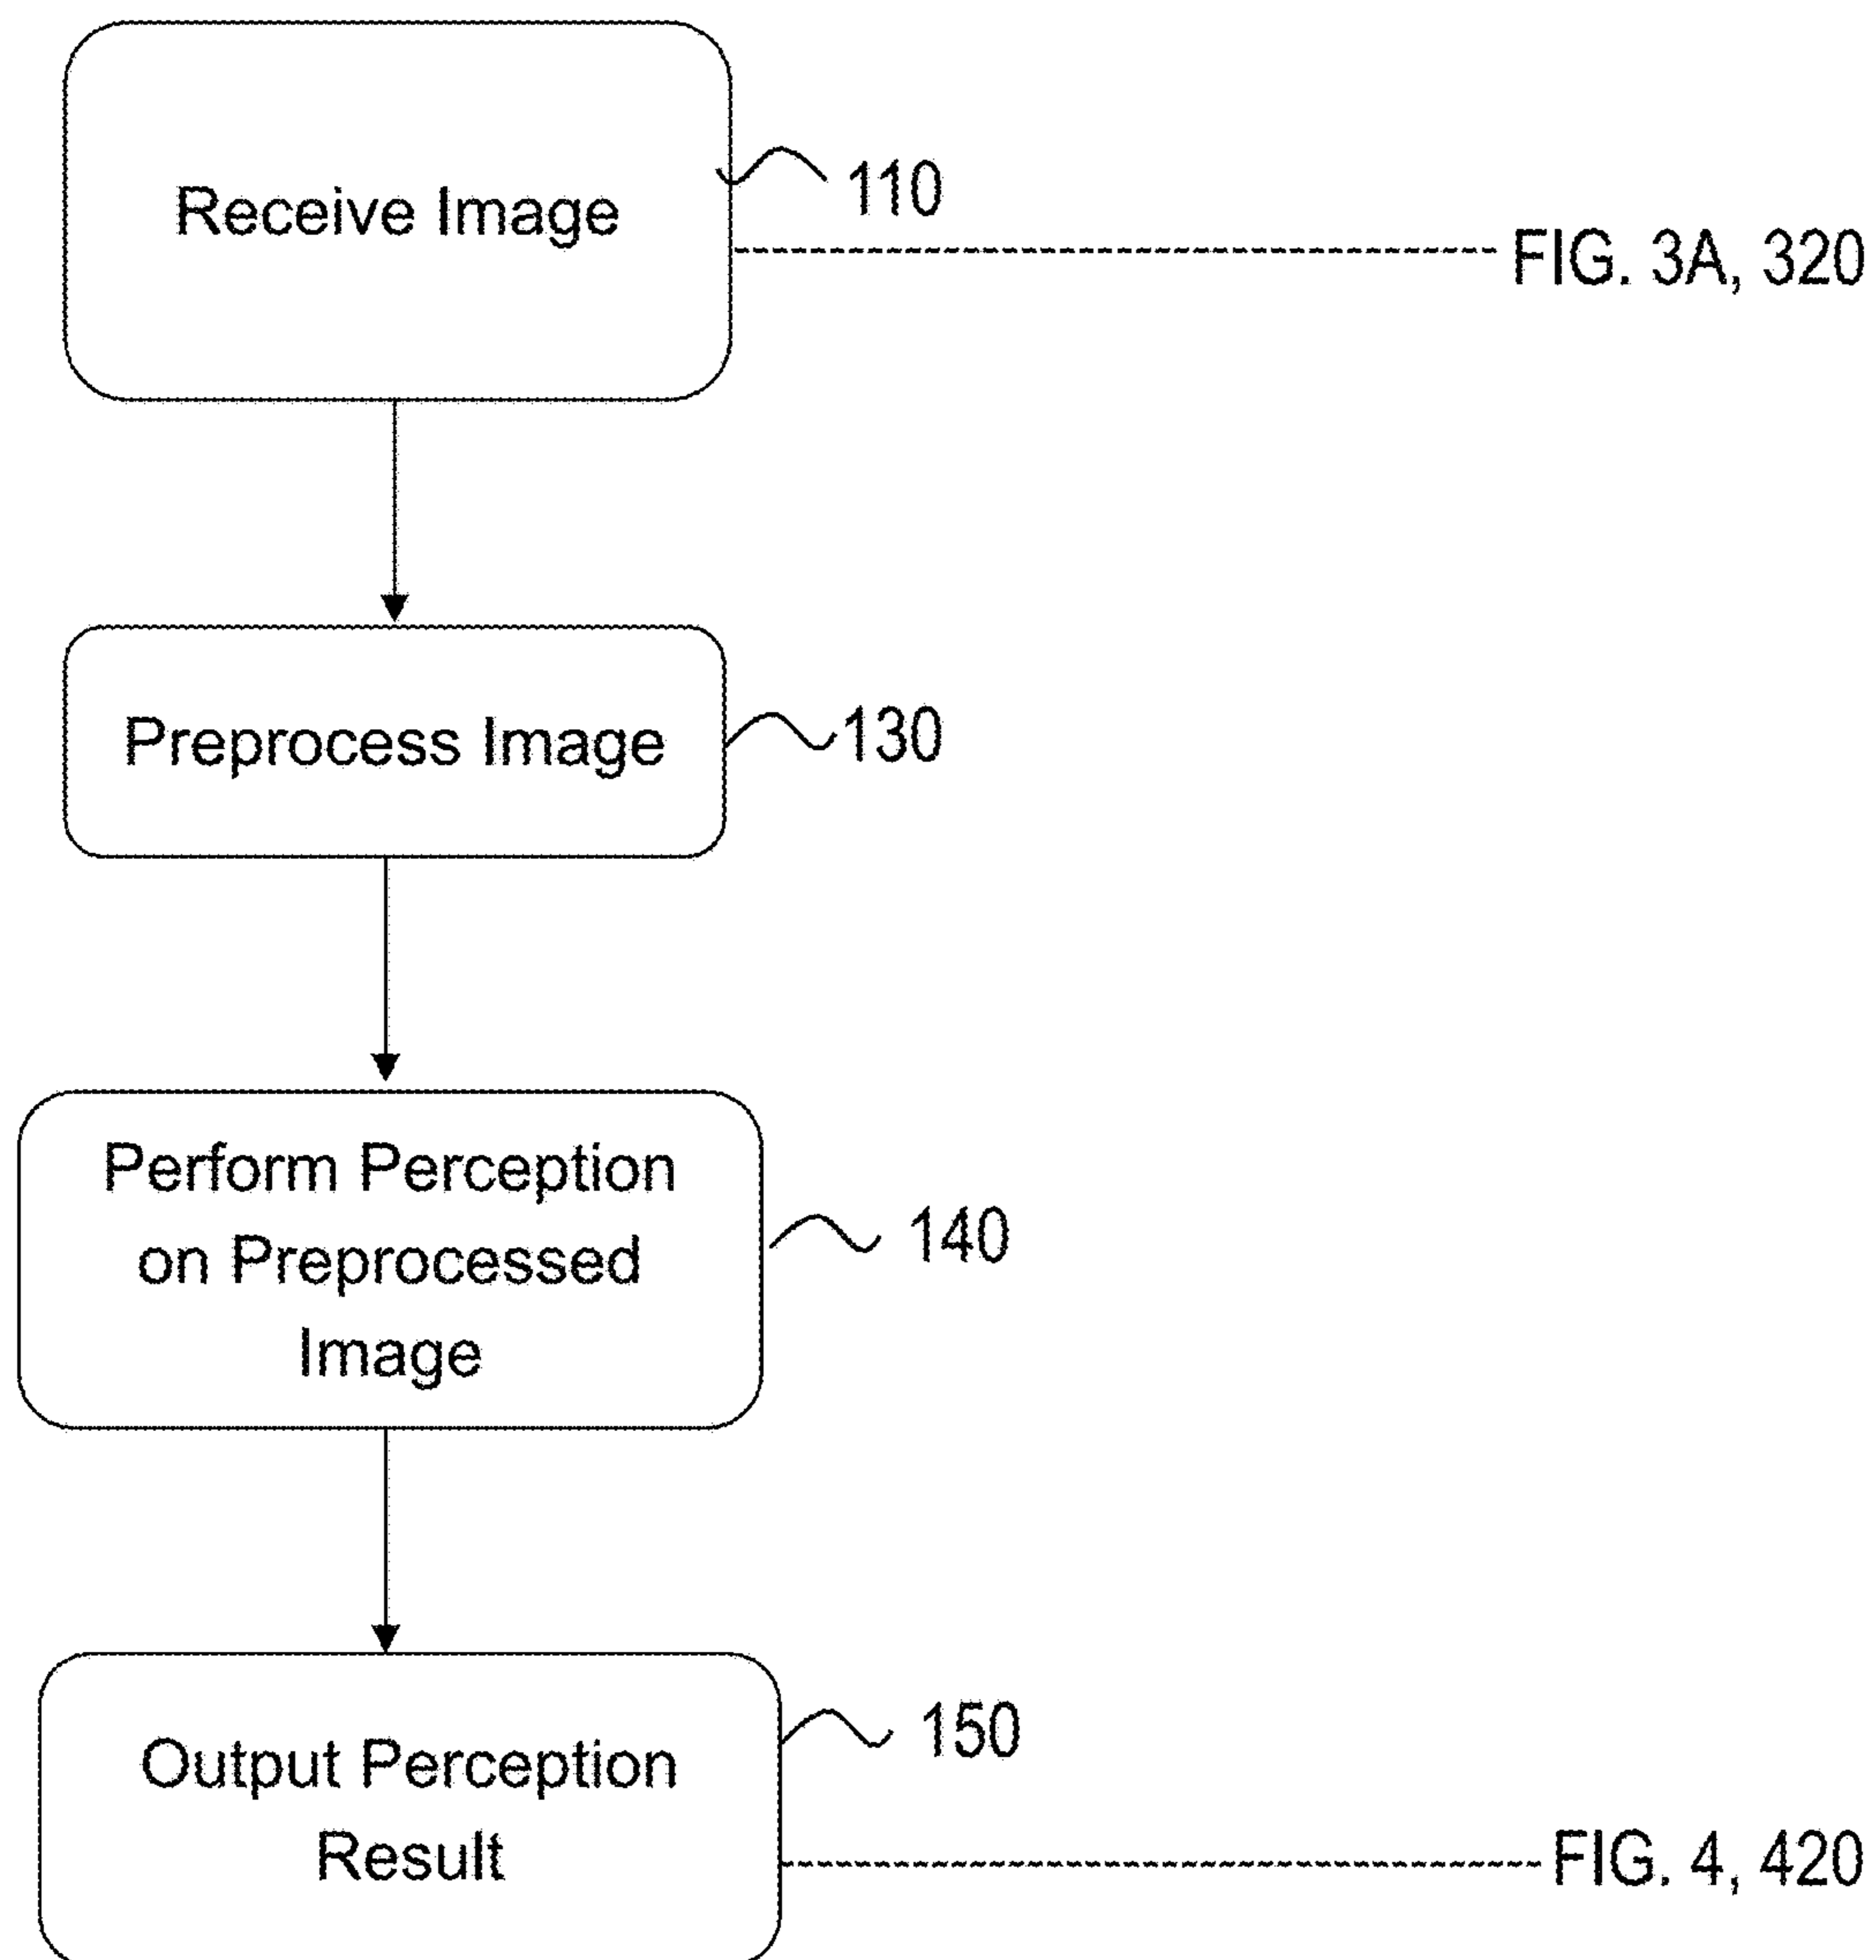 Receive Image
110
FIG. 3A, 320
Preprocess Image
130
Perform Perception
on Preprocessed
Image
140
Output Perception
Result
150
FIG. 4, 420